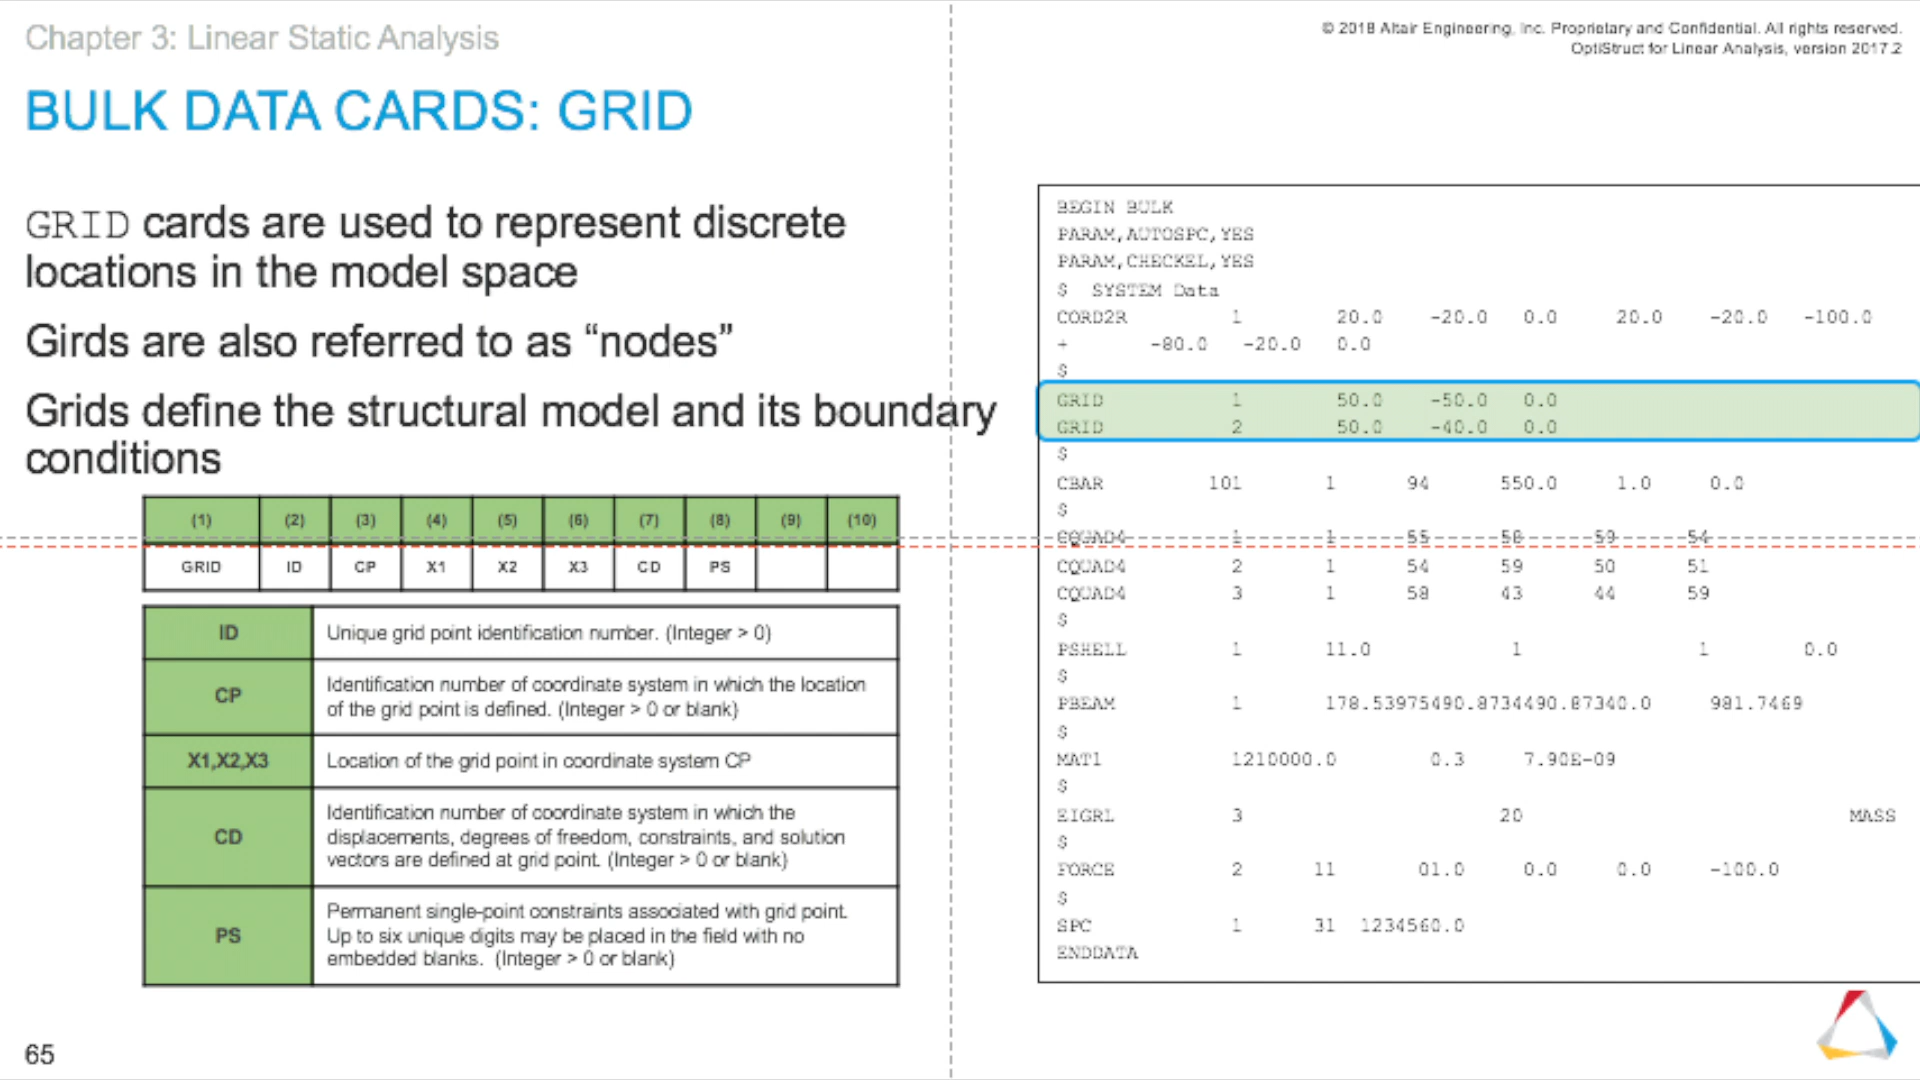 Chapter 3: Linear Static Analysis
© 2018 Altair Engineering, Inc. Proprietary and Confidential. All rights reserved.
OptiStruct for Linear Analysis, version 2017.2
BULK DATA CARDS: GRID
GRID cards are used to represent discrete
locations in the model space
Girds are also referred to as “nodes”
Grids define the structural model and its boundary
conditions
(1) (2) (3) (4) (5) (6) (7) (8) (9) (10)
GRID ID CP X1 X2 X3 CD PS
ID Unique grid point identification number. (Integer > 0)
CP Identification number of coordinate system in which the location
of the grid point is defined. (Integer > 0 or blank)
X1,X2,X3 Location of the grid point in coordinate system CP
CD Identification number of coordinate system in which the
displacements, degrees of freedom, constraints, and solution
vectors are defined at grid point. (Integer > 0 or blank)
PS Permanent single-point constraints associated with grid point.
Up to six unique digits may be placed in the field with no
embedded blanks. (Integer > 0 or blank)
BEGIN BULK
PARAM,AUTOSPC,YES
PARAM,CHECKEL,YES
$ SYSTEM Data
CORD2R 1 20.0 -20.0 0.0 20.0 -20.0 -100.0
+ -80.0 -20.0 0.0
$
GRID 1 50.0 -50.0 0.0
GRID 2 50.0 -40.0 0.0
$
CBAR 101 1 94 550.0 1.0 0.0
$
CQUAD4 1 1 55 58 59 54
CQUAD4 2 1 54 59 50 51
CQUAD4 3 1 58 43 44 59
$
PSHELL 1 11.0 1 1 0.0
$
PBEAM 1 178.53975490.8734490.87340.0 981.7469
$
MAT1 1210000.0 0.3 7.90E-09
$
EIGRL 3 20 MASS
$
FORCE 2 11 01.0 0.0 0.0 -100.0
$
SPC 1 31 1234560.0
ENDDATA
65